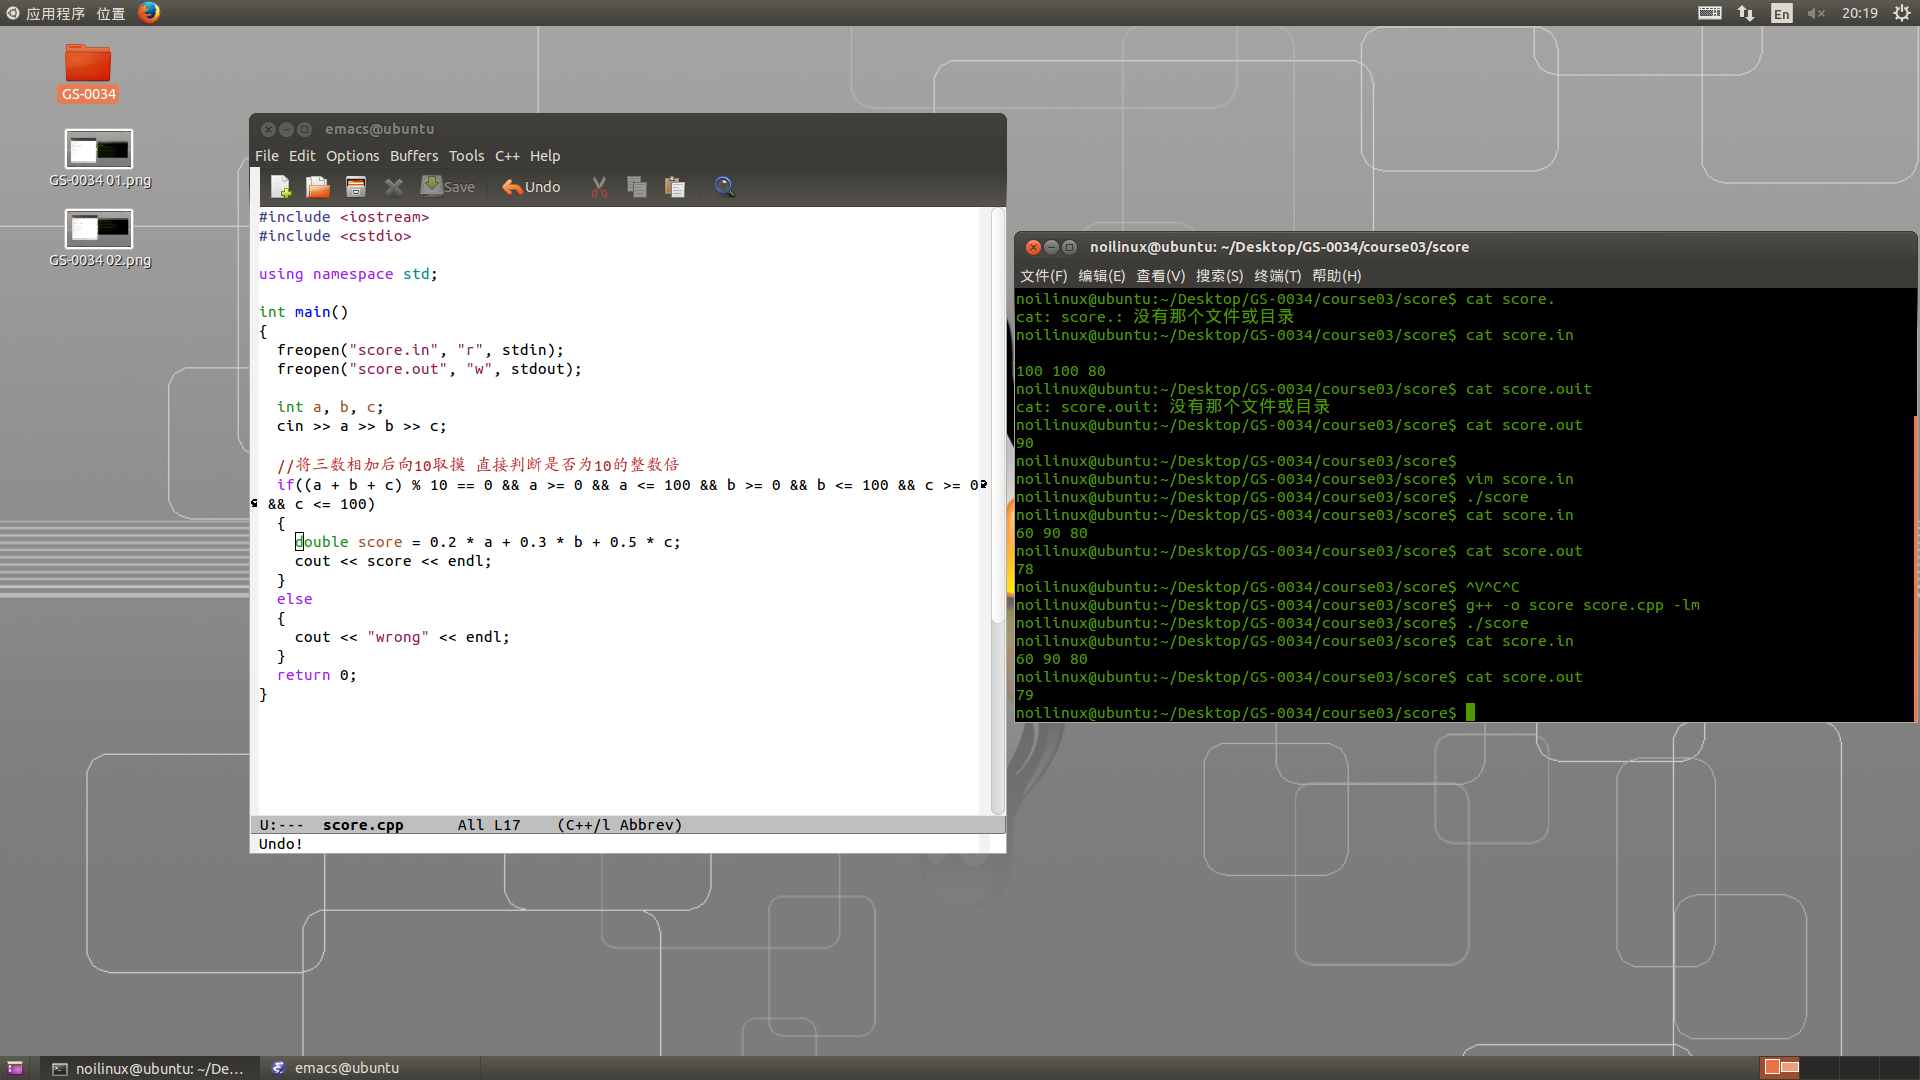 应用程序 位置
En 20:19
GS-0034
GS-0034 01.png
GS-0034 02.png
emacs@ubuntu
File Edit Options Buffers Tools C++ Help
Save Undo
#include <iostream>
#include <cstdio>
using namespace std;
int main()
{
freopen("score.in", "r", stdin);
freopen("score.out", "w", stdout);
int a, b, c;
cin >> a >> b >> c;
//将三数相加后向10取摸 直接判断是否为10的整数倍
if((a + b + c) % 10 == 0 && a >= 0 && a <= 100 && b >= 0 && b <= 100 && c >= 0
&& c <= 100)
{
double score = 0.2 * a + 0.3 * b + 0.5 * c;
cout << score << endl;
}
else
{
cout << "wrong" << endl;
}
return 0;
}
U:--- score.cpp All L17 (C++/l Abbrev)
Undo!
noilinux@ubuntu: ~/Desktop/GS-0034/course03/score
文件(F) 编辑(E) 查看(V) 搜索(S) 终端(T) 帮助(H)
noilinux@ubuntu:~/Desktop/GS-0034/course03/score$ cat score.
cat: score.: 没有那个文件或目录
noilinux@ubuntu:~/Desktop/GS-0034/course03/score$ cat score.in
100 100 80
noilinux@ubuntu:~/Desktop/GS-0034/course03/score$ cat score.ouit
cat: score.ouit: 没有那个文件或目录
noilinux@ubuntu:~/Desktop/GS-0034/course03/score$ cat score.out
90
noilinux@ubuntu:~/Desktop/GS-0034/course03/score$
noilinux@ubuntu:~/Desktop/GS-0034/course03/score$ vim score.in
noilinux@ubuntu:~/Desktop/GS-0034/course03/score$ ./score
noilinux@ubuntu:~/Desktop/GS-0034/course03/score$ cat score.in
60 90 80
noilinux@ubuntu:~/Desktop/GS-0034/course03/score$ cat score.out
78
noilinux@ubuntu:~/Desktop/GS-0034/course03/score$ ^V^C^C
noilinux@ubuntu:~/Desktop/GS-0034/course03/score$ g++ -o score score.cpp -lm
noilinux@ubuntu:~/Desktop/GS-0034/course03/score$ ./score
noilinux@ubuntu:~/Desktop/GS-0034/course03/score$ cat score.in
60 90 80
noilinux@ubuntu:~/Desktop/GS-0034/course03/score$ cat score.out
79
noilinux@ubuntu:~/Desktop/GS-0034/course03/score$
noilinux@ubuntu: ~/De...
emacs@ubuntu